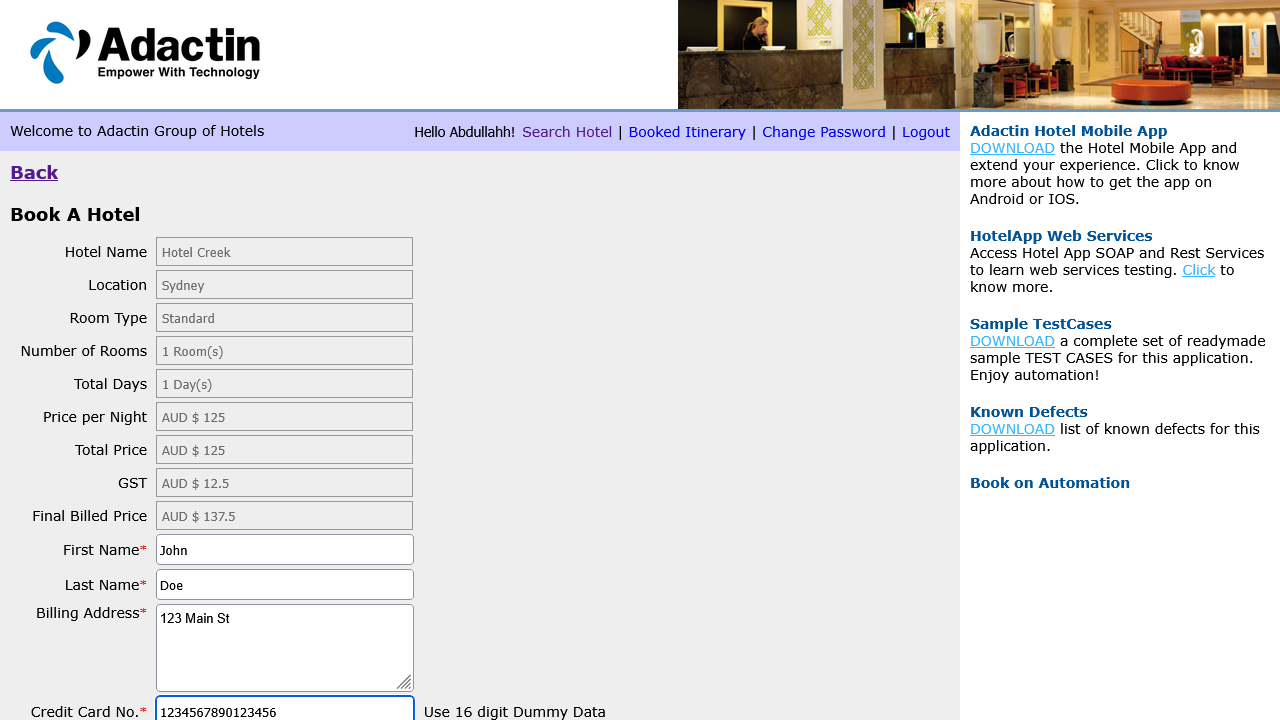 Adactin
Empower With Technology
Welcome to Adactin Group of Hotels
Hello Abdullahh! Search Hotel | Booked Itinerary | Change Password | Logout
Back
Book A Hotel
Hotel Name Hotel Creek
Location Sydney
Room Type Standard
Number of Rooms 1 Room(s)
Total Days 1 Day(s)
Price per Night AUD $ 125
Total Price AUD $ 125
GST AUD $ 12.5
Final Billed Price AUD $ 137.5
First Name* John
Last Name* Doe
Billing Address* 123 Main St
Credit Card No.* 1234567890123456 Use 16 digit Dummy Data
Adactin Hotel Mobile App
DOWNLOAD the Hotel Mobile App and
extend your experience. Click to know
more about how to get the app on
Android or IOS.
HotelApp Web Services
Access Hotel App SOAP and Rest Services
to learn web services testing. Click to
know more.
Sample TestCases
DOWNLOAD a complete set of readymade
sample TEST CASES for this application.
Enjoy automation!
Known Defects
DOWNLOAD list of known defects for this
application.
Book on Automation